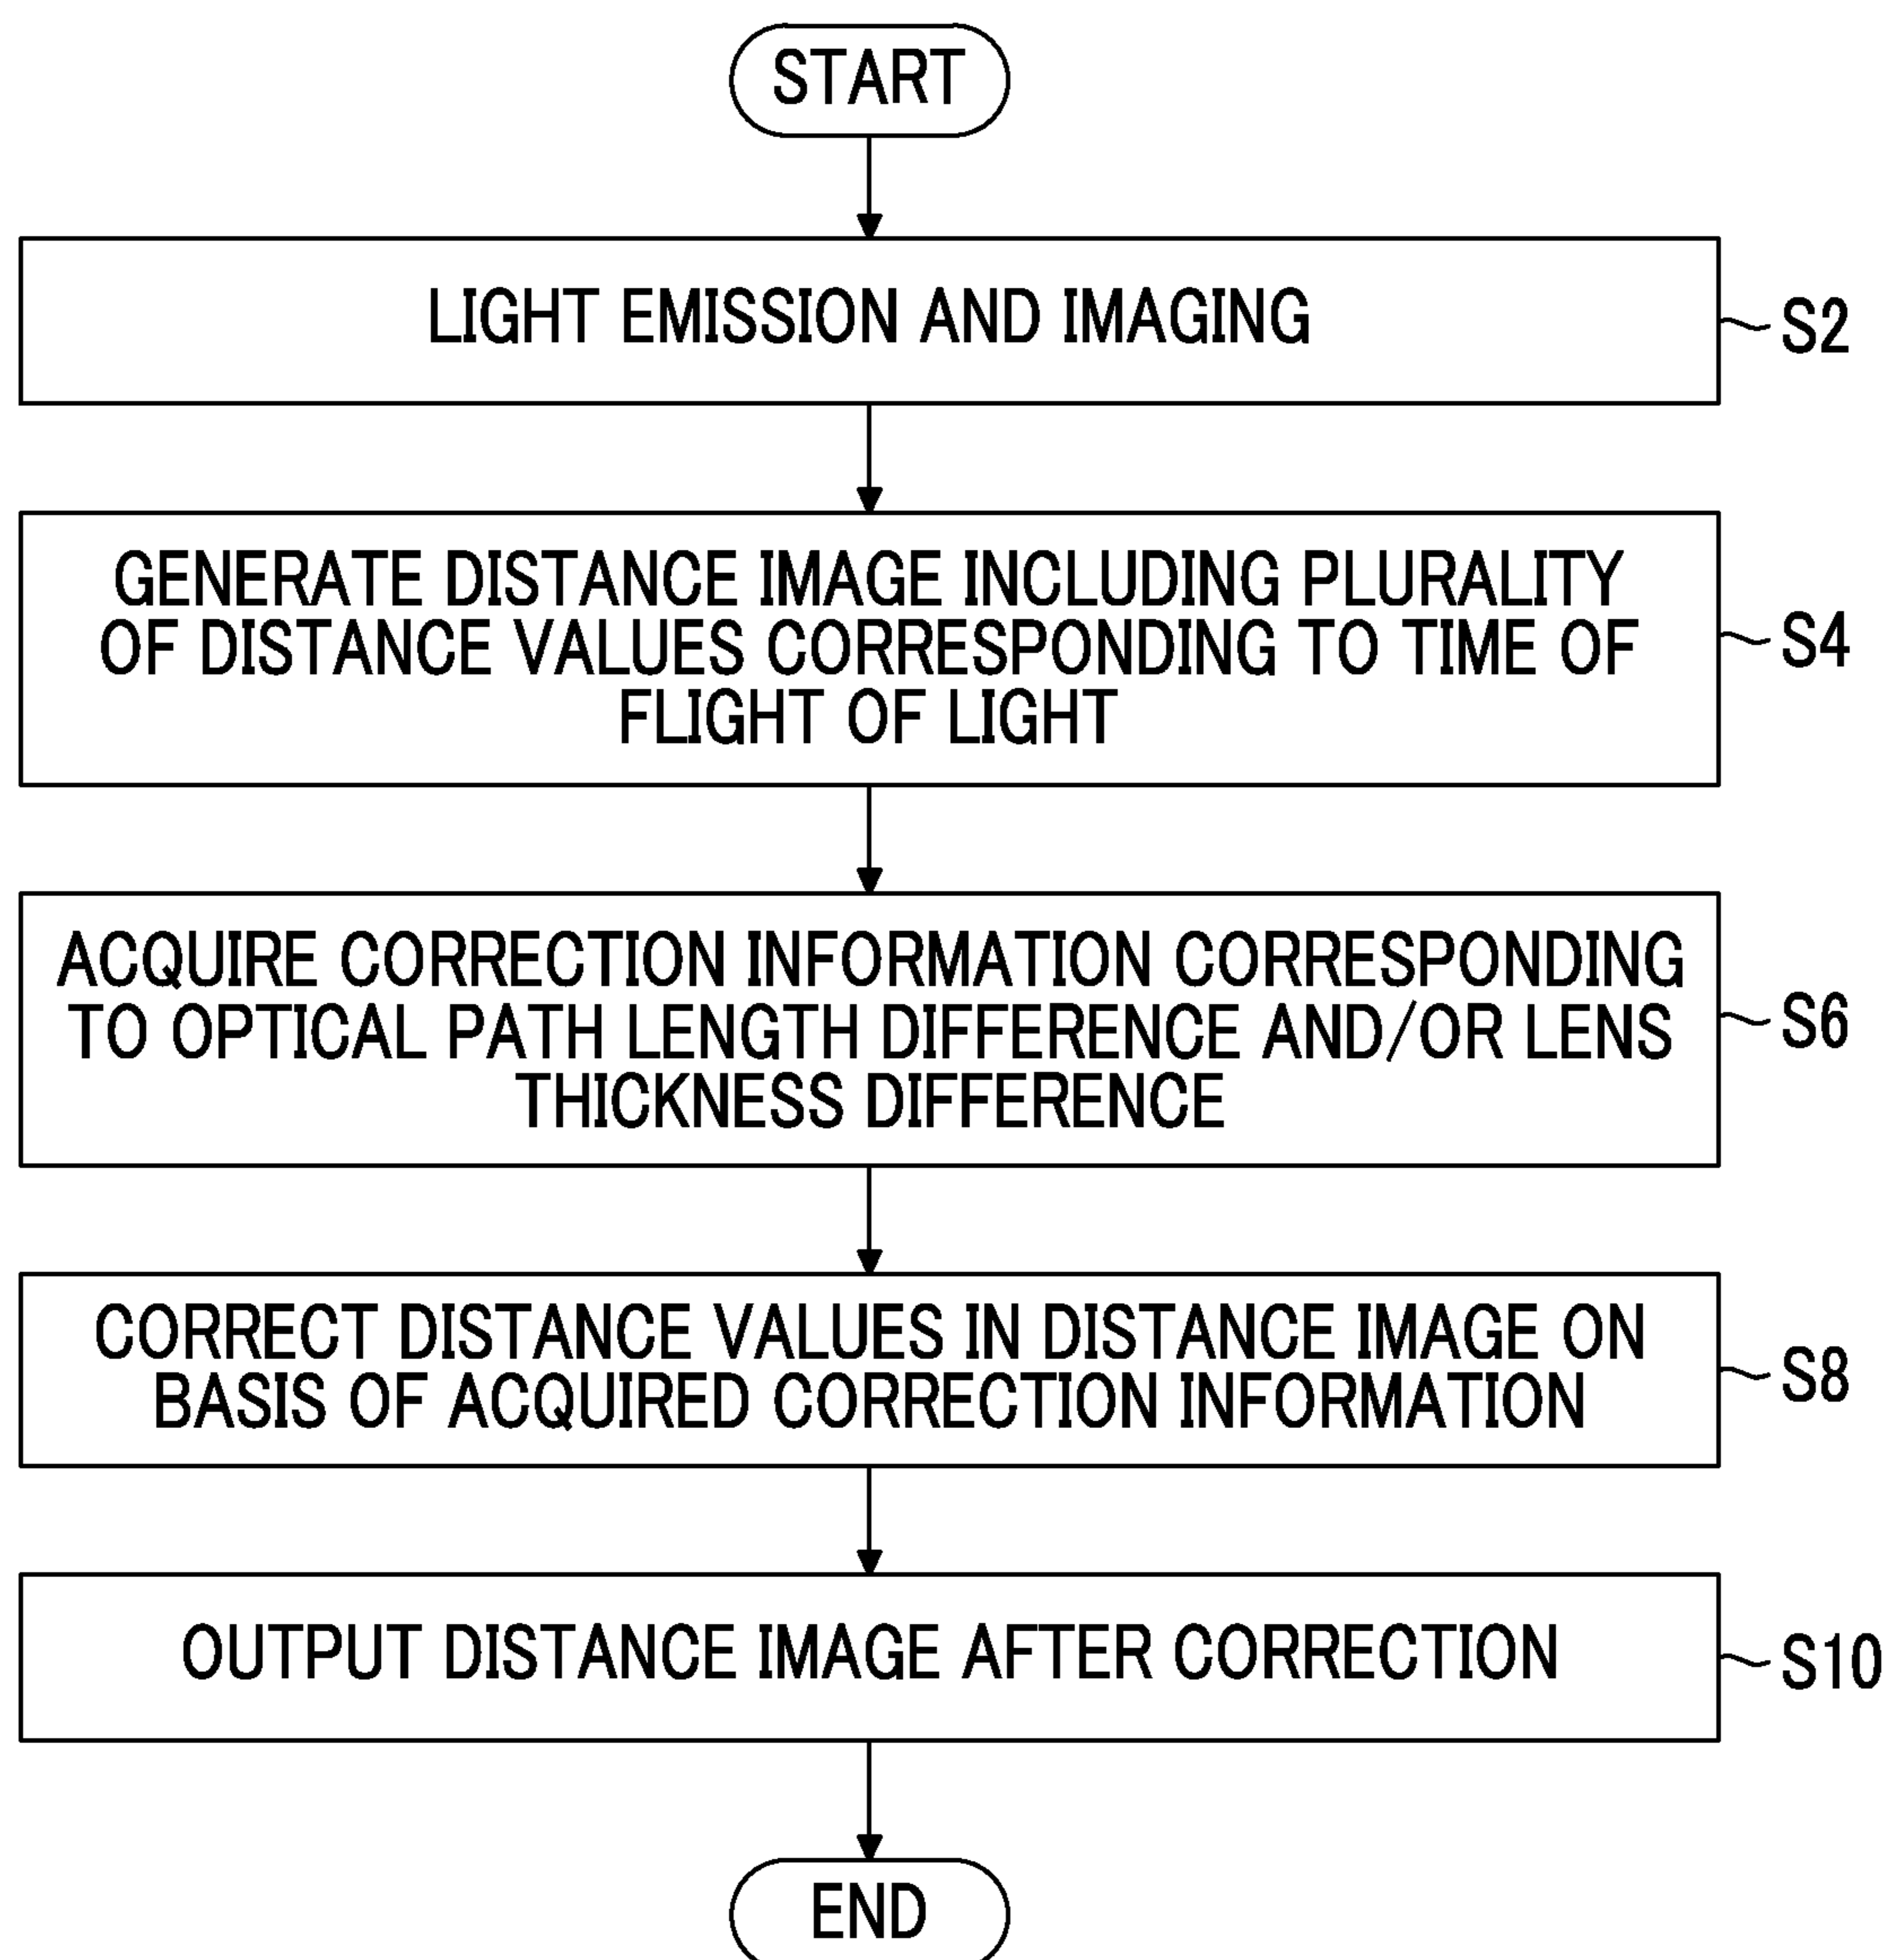 START
LIGHT EMISSION AND IMAGING
S2
GENERATE DISTANCE IMAGE INCLUDING PLURALITY
OF DISTANCE VALUES CORRESPONDING TO TIME OF
FLIGHT OF LIGHT
S4
ACQUIRE CORRECTION INFORMATION CORRESPONDING
TO OPTICAL PATH LENGTH DIFFERENCE AND/OR LENS
THICKNESS DIFFERENCE
S6
CORRECT DISTANCE VALUES IN DISTANCE IMAGE ON
BASIS OF ACQUIRED CORRECTION INFORMATION
S8
OUTPUT DISTANCE IMAGE AFTER CORRECTION
S10
END